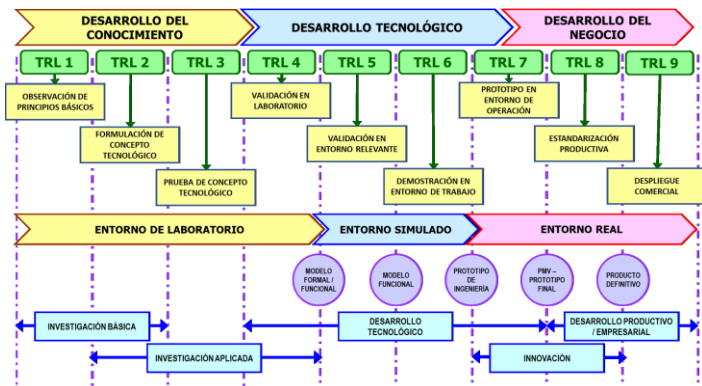 DESARROLLO DEL
CONOCIMIENTO
DESARROLLO TECNOLÓGICO
DESARROLLO DEL
NEGOCIO
TRL 1
TRL 2
TRL 3
TRL 4
TRL 5
TRL 6
TRL 7
TRL 8
TRL 9
OBSERVACIÓN DE
PRINCIPIOS BÁSICOS
VALIDACIÓN EN
LABORATORIO
PROTOTIPO EN
ENTORNO DE
OPERACIÓN
FORMULACIÓN DE
CONCEPTO
TECNOLÓGICO
VALIDACIÓN EN
ENTORNO RELEVANTE
ESTANDARIZACIÓN
PRODUCTIVA
PRUEBA DE CONCEPTO
TECNOLÓGICO
DEMOSTRACIÓN EN
ENTORNO DE TRABAJO
DESPLIEGUE
COMERCIAL
ENTORNO DE LABORATORIO
ENTORNO SIMULADO
ENTORNO REAL
MODELO
FORMAL /
FUNCIONAL
MODELO
FUNCIONAL
PROTOTIPO
DE
INGENIERÍA
PMV –
PROTOTIPO
FINAL
PRODUCTO
DEFINITIVO
INVESTIGACIÓN BÁSICA
DESARROLLO
TECNOLÓGICO
DESARROLLO PRODUCTIVO
/ EMPRESARIAL
INVESTIGACIÓN APLICADA
INNOVACIÓN